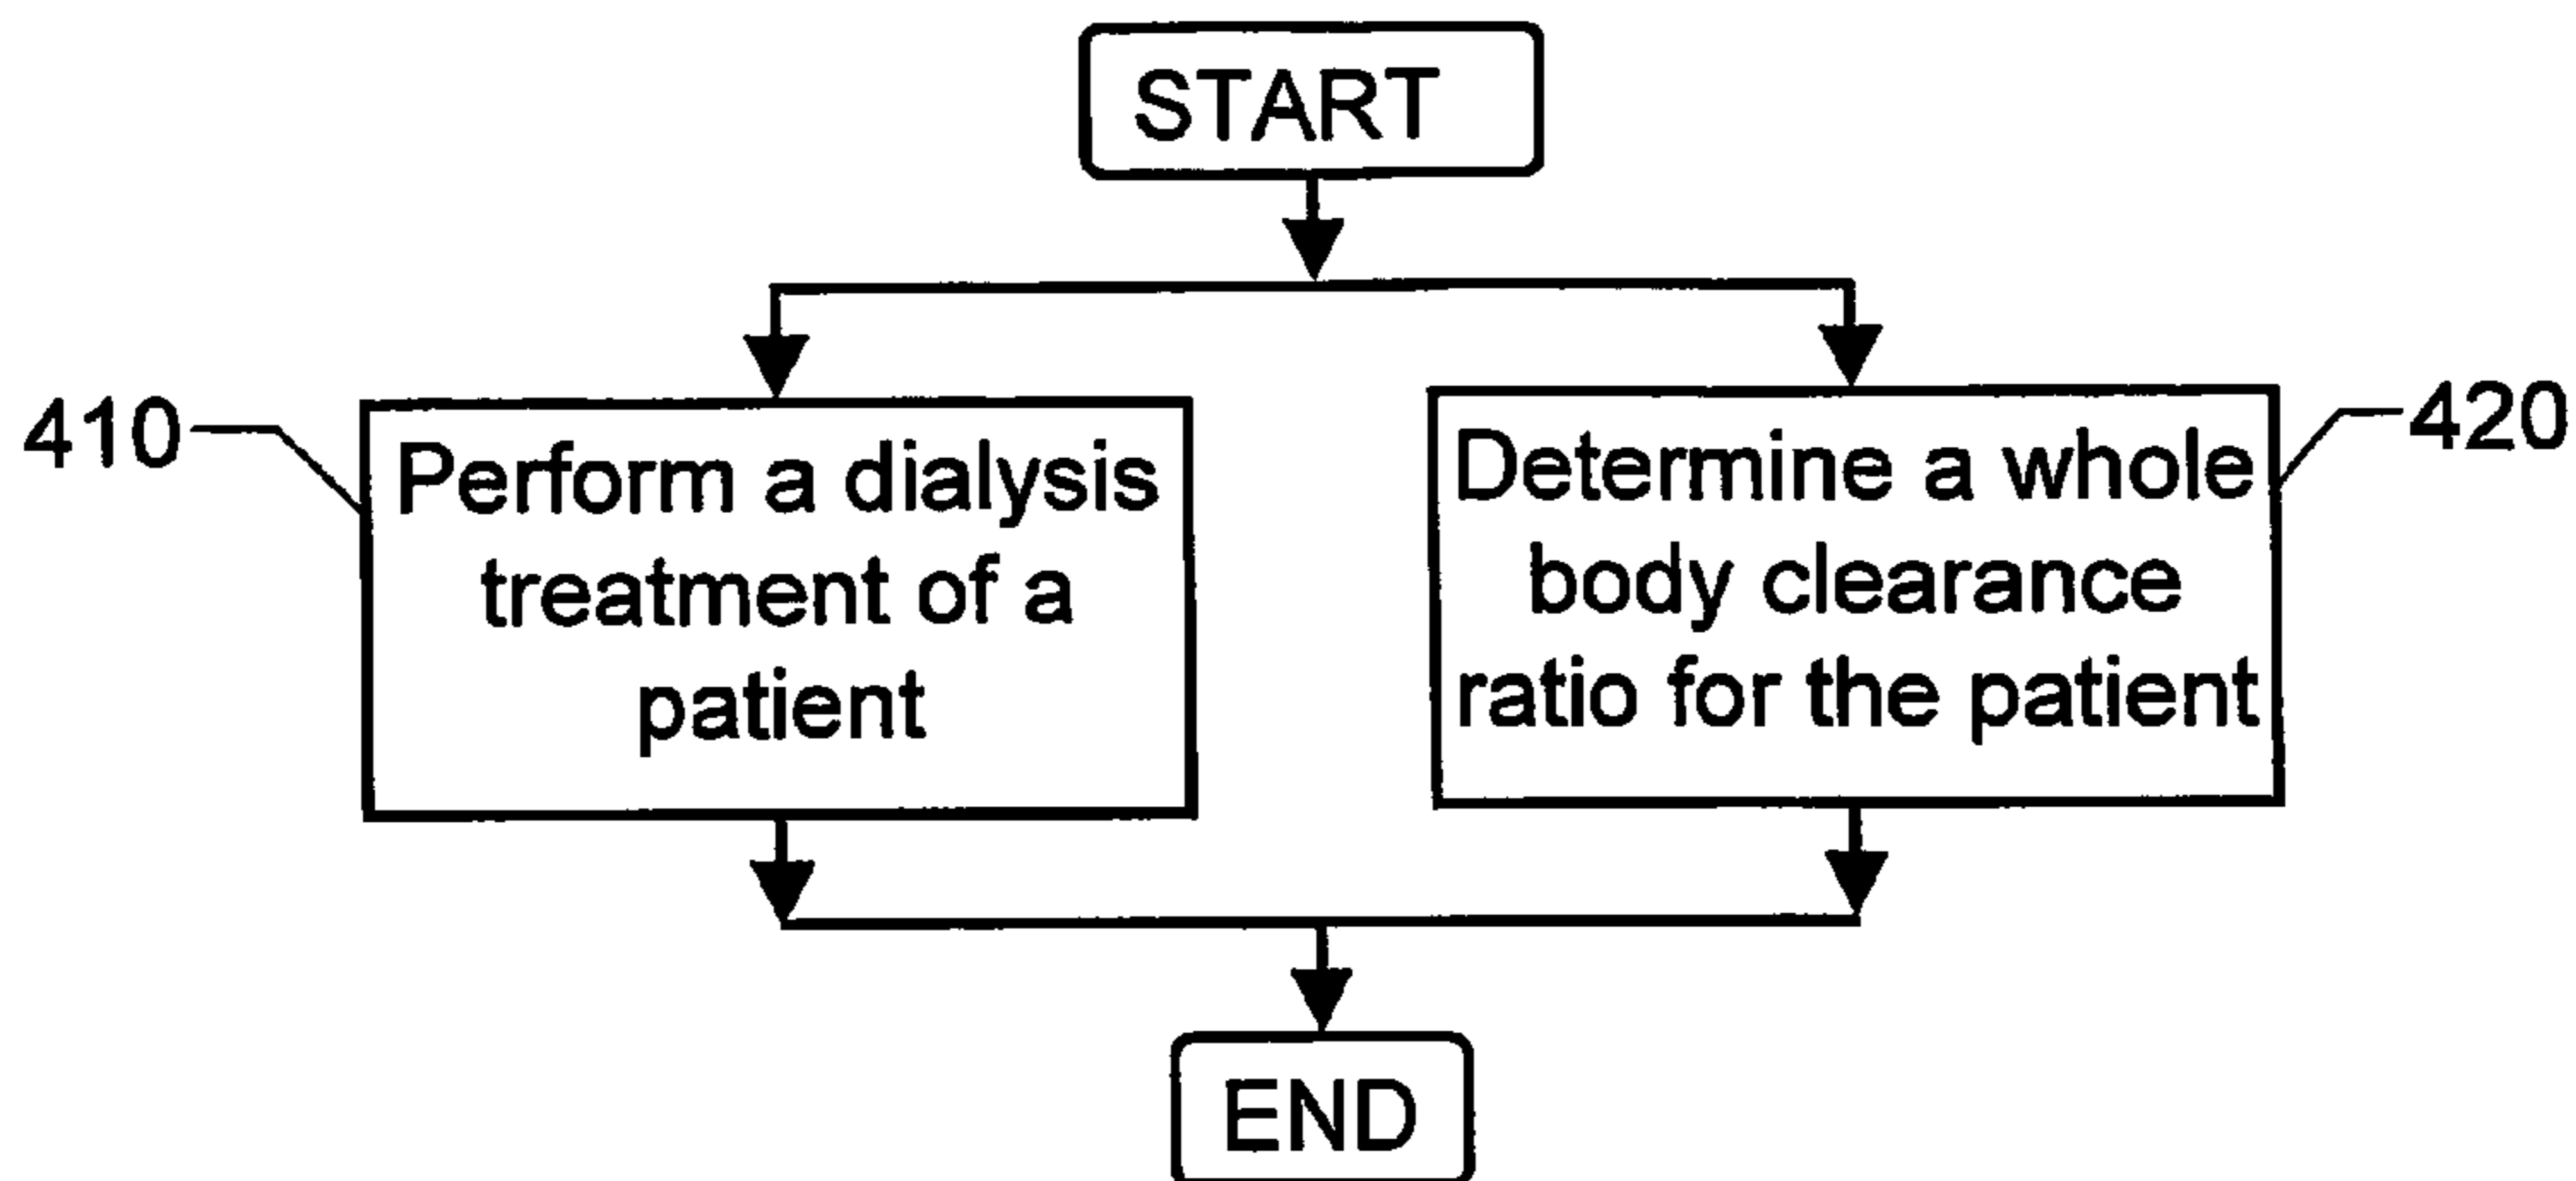 START
410
Perform a dialysis
treatment of a
patient
Determine a whole
body clearance
ratio for the patient
420
END